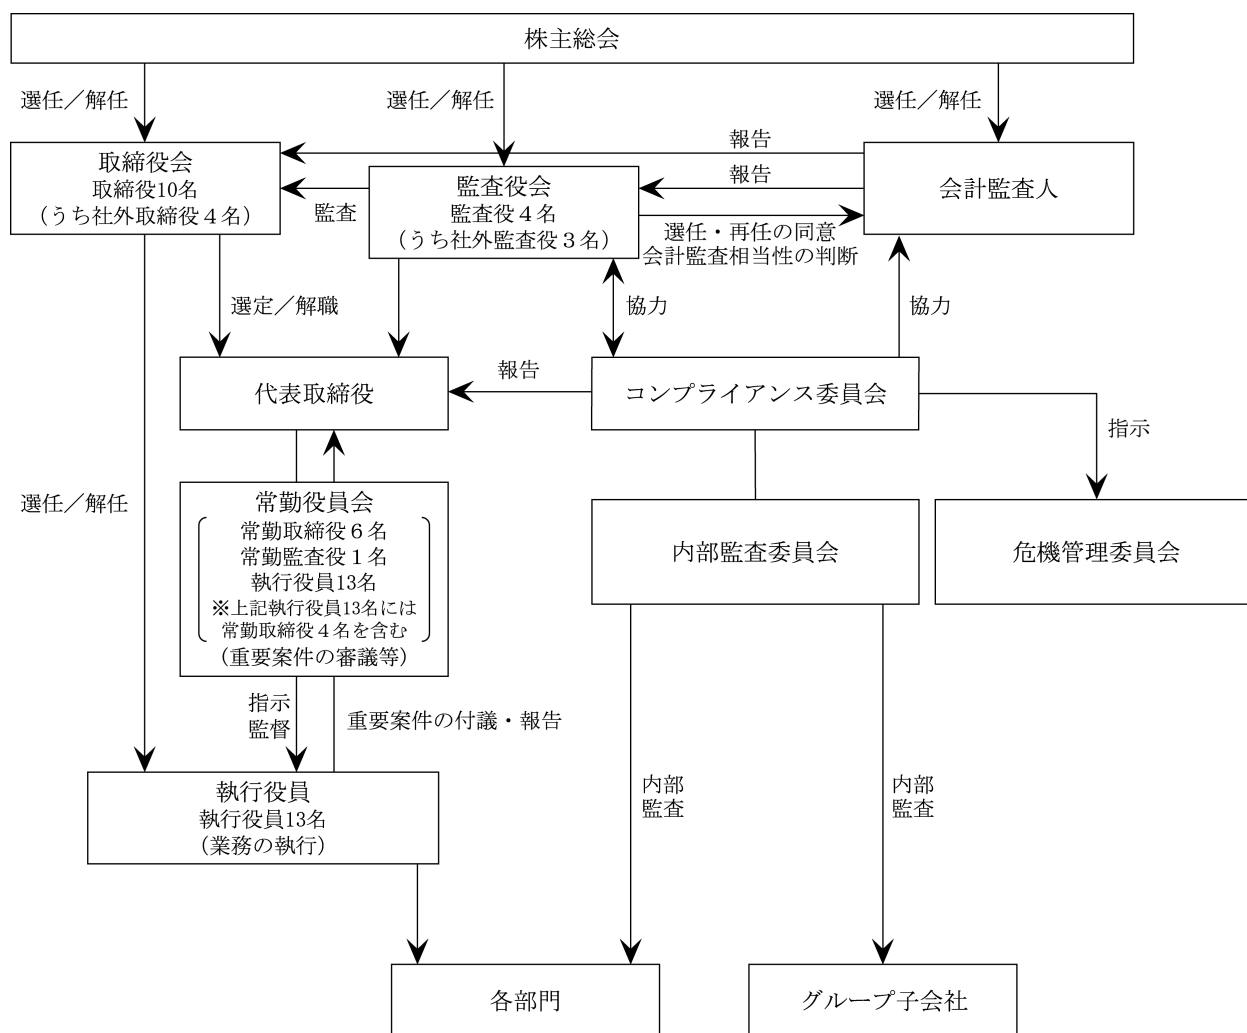 株主総会
選任／解任
選任／解任
選任／解任
取締役会
取締役10名
（うち社外取締役４名）
監査
監査役会
監査役４名
（うち社外監査役３名）
報告
報告
選任・再任の同意
会計監査相当性の判断
会計監査人
選定／解職
協力
協力
代表取締役
報告
コンプライアンス委員会
指示
選任／解任
常勤役員会
常勤取締役６名
常勤監査役１名
執行役員13名
※上記執行役員13名には
常勤取締役４名を含む
（重要案件の審議等）
内部監査委員会
危機管理委員会
指示
監督
重要案件の付議・報告
執行役員
執行役員13名
（業務の執行）
内部
監査
内部
監査
各部門
グループ子会社